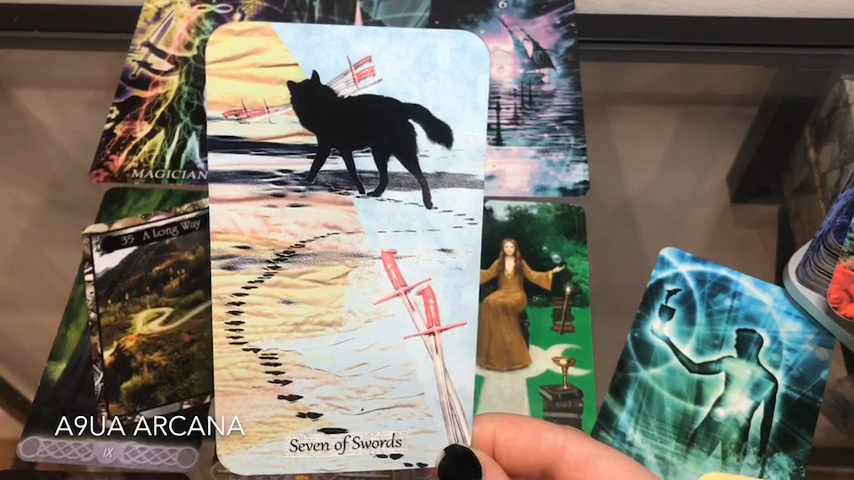 6
MAGICIAN
35 A Long Way
Seven of Swords
A9UA ARCANA
IX